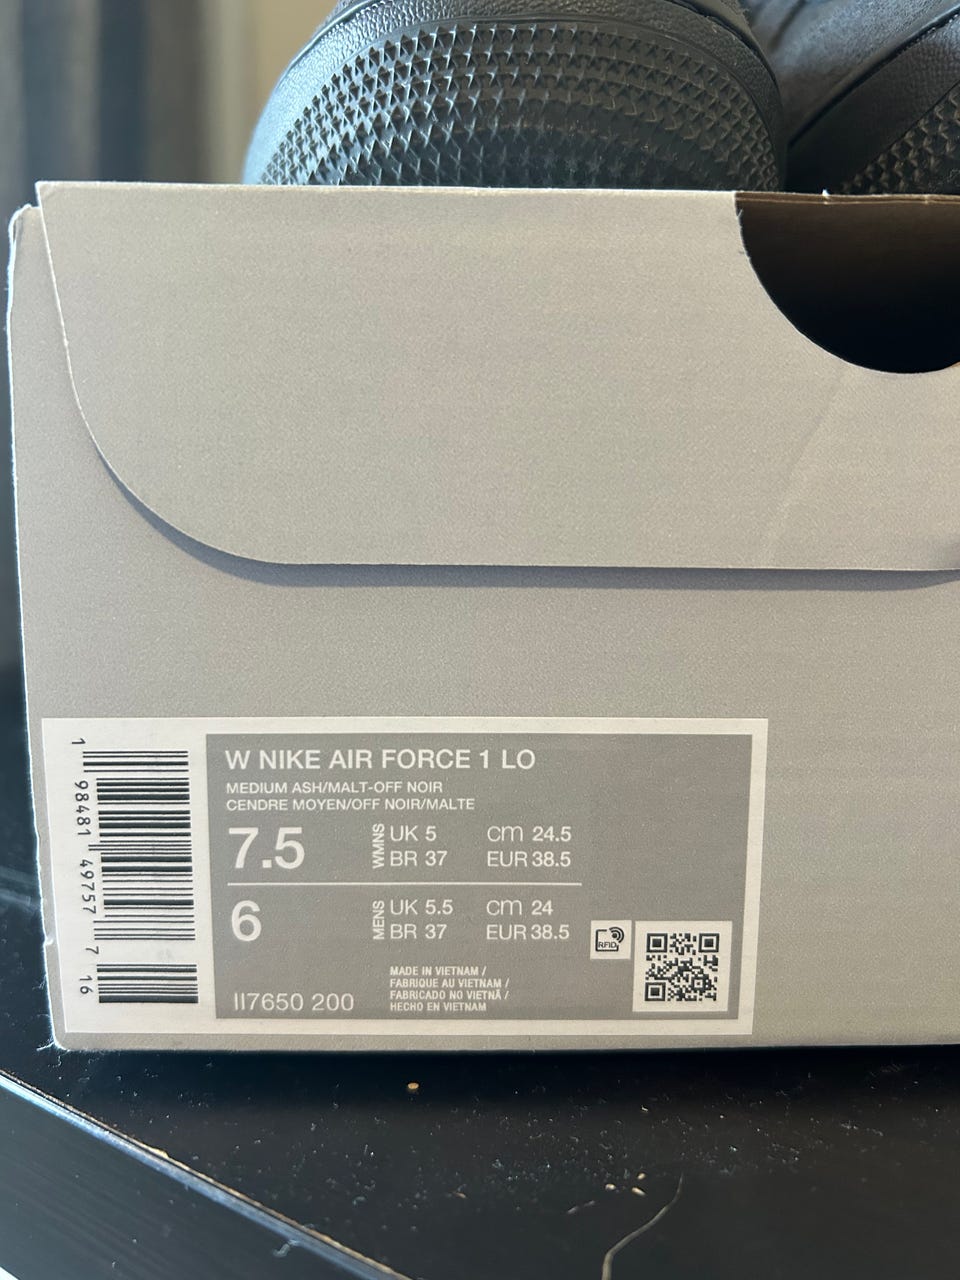 W NIKE AIR FORCE 1 LO
MEDIUM ASH/MALT-OFF NOIR
CENDRE MOYEN/OFF NOIR/MALTE
7.5 WMNS UK 5 cm 24.5
BR 37 EUR 38.5
6 MENS UK 5.5 cm 24
BR 37 EUR 38.5
RFID
MADE IN VIETNAM /
FABRIQUE AU VIETNAM /
FABRICADO NO VIETNÃ /
HECHO EN VIETNAM
II7650 200
1 98481 49757 7 16